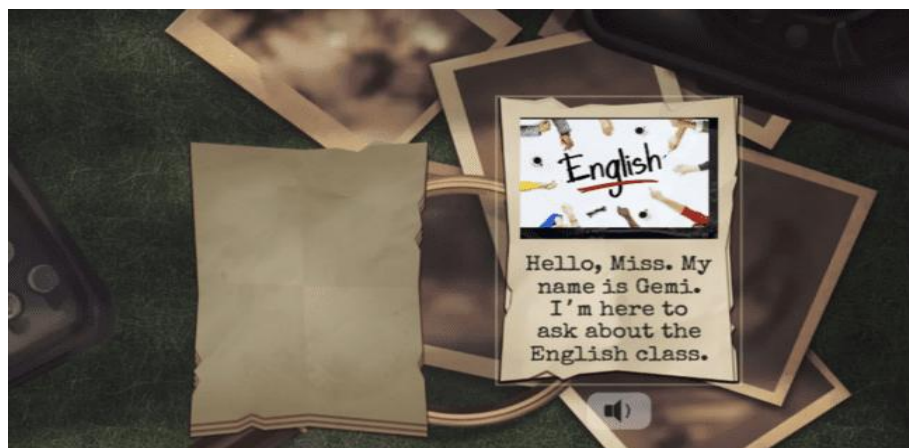 English
Hello, Miss. My
name is Gemi.
I'm here to
ask about the
English class.